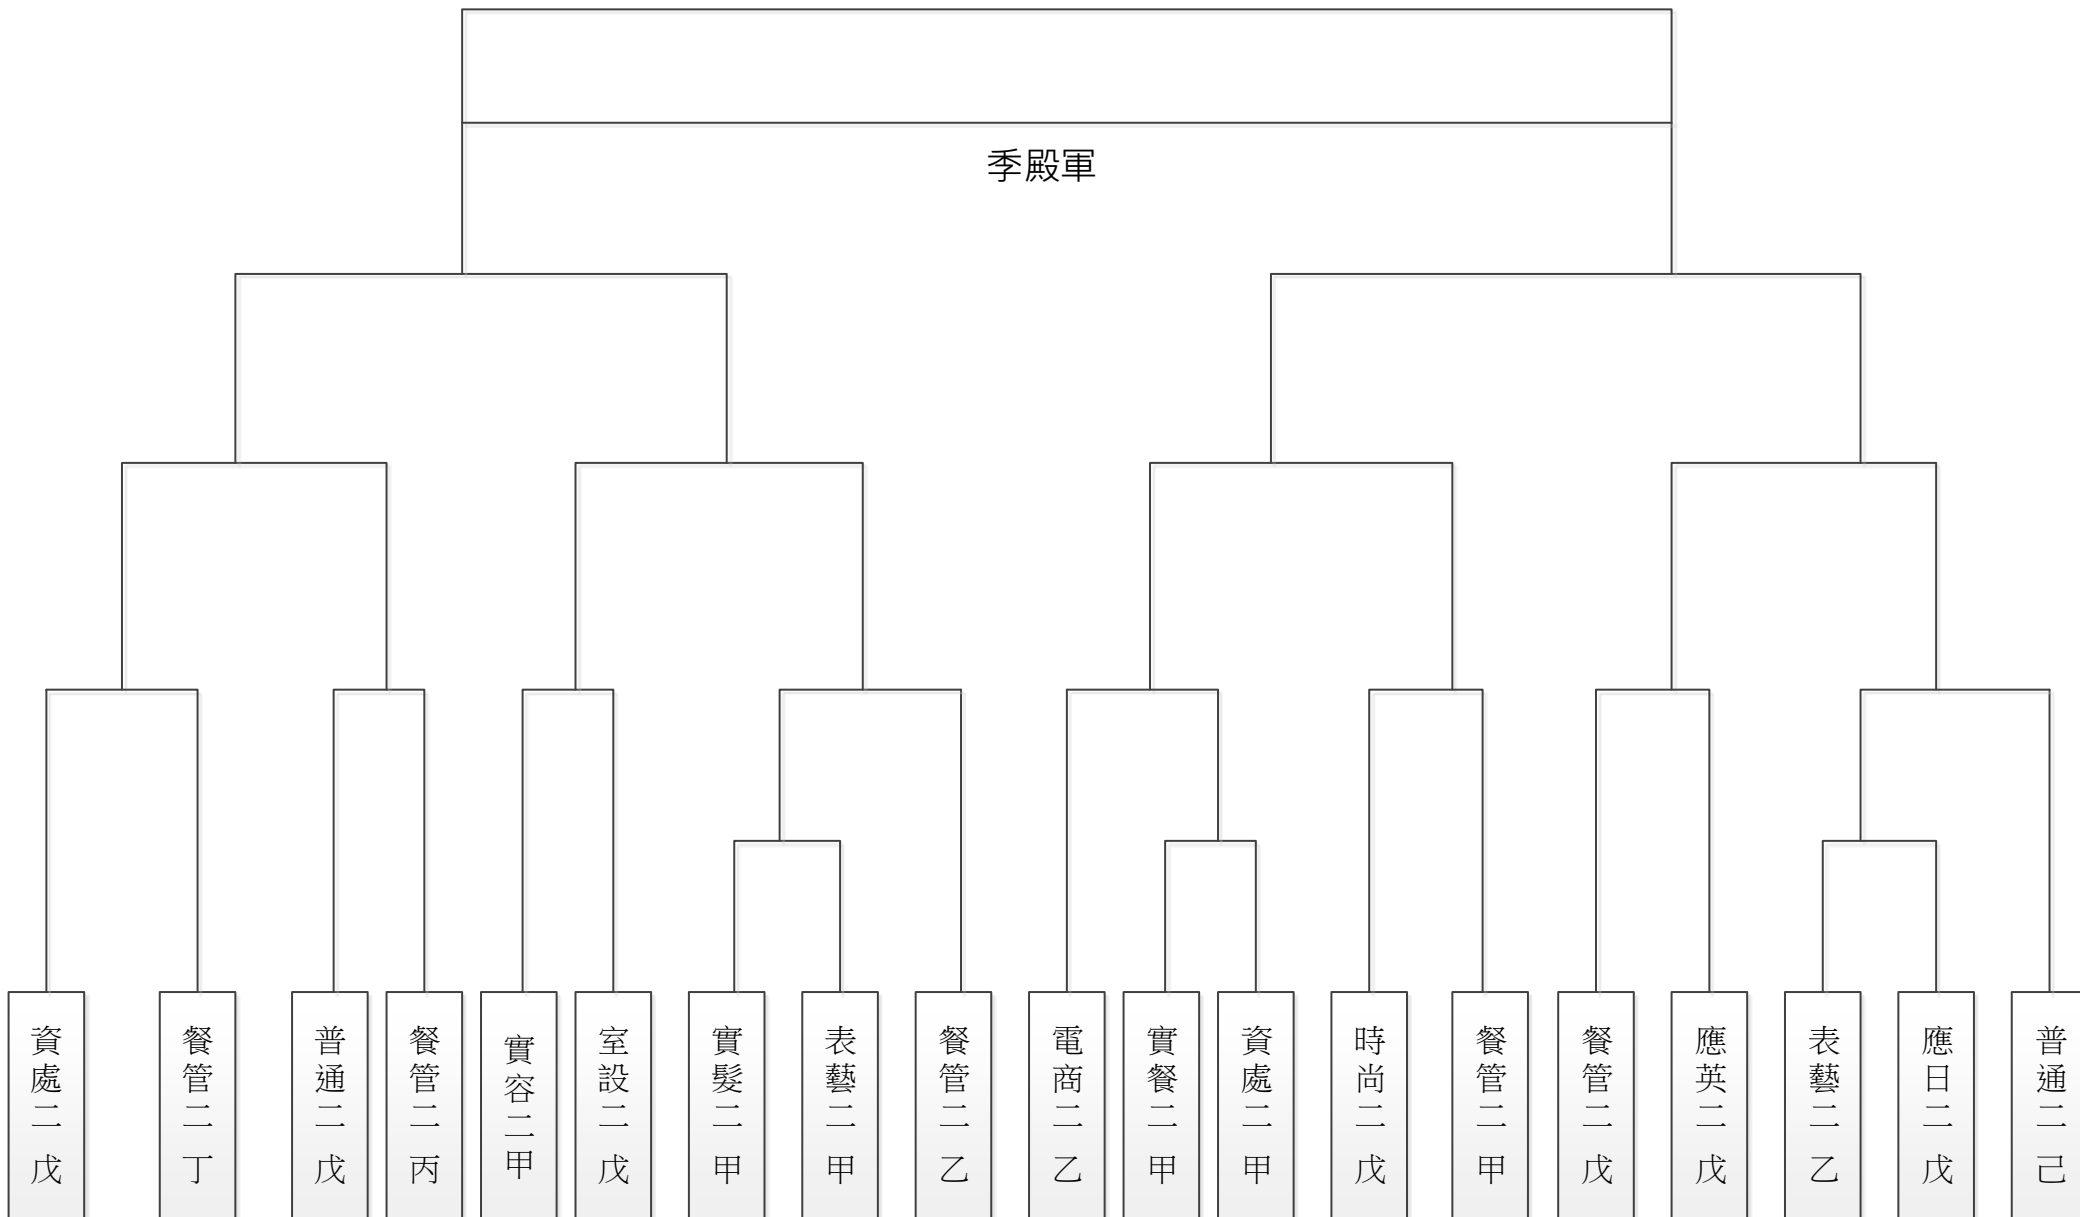 季殿軍
資處二戊
餐管二丁
普通二戊
餐管二丙
實容二甲
室設二戊
實髮二甲
表藝二甲
餐管二乙
電商二乙
實餐二甲
資處二甲
時尚二戊
餐管二甲
餐管二戊
應英二戊
表藝二乙
應日二戊
普通二己